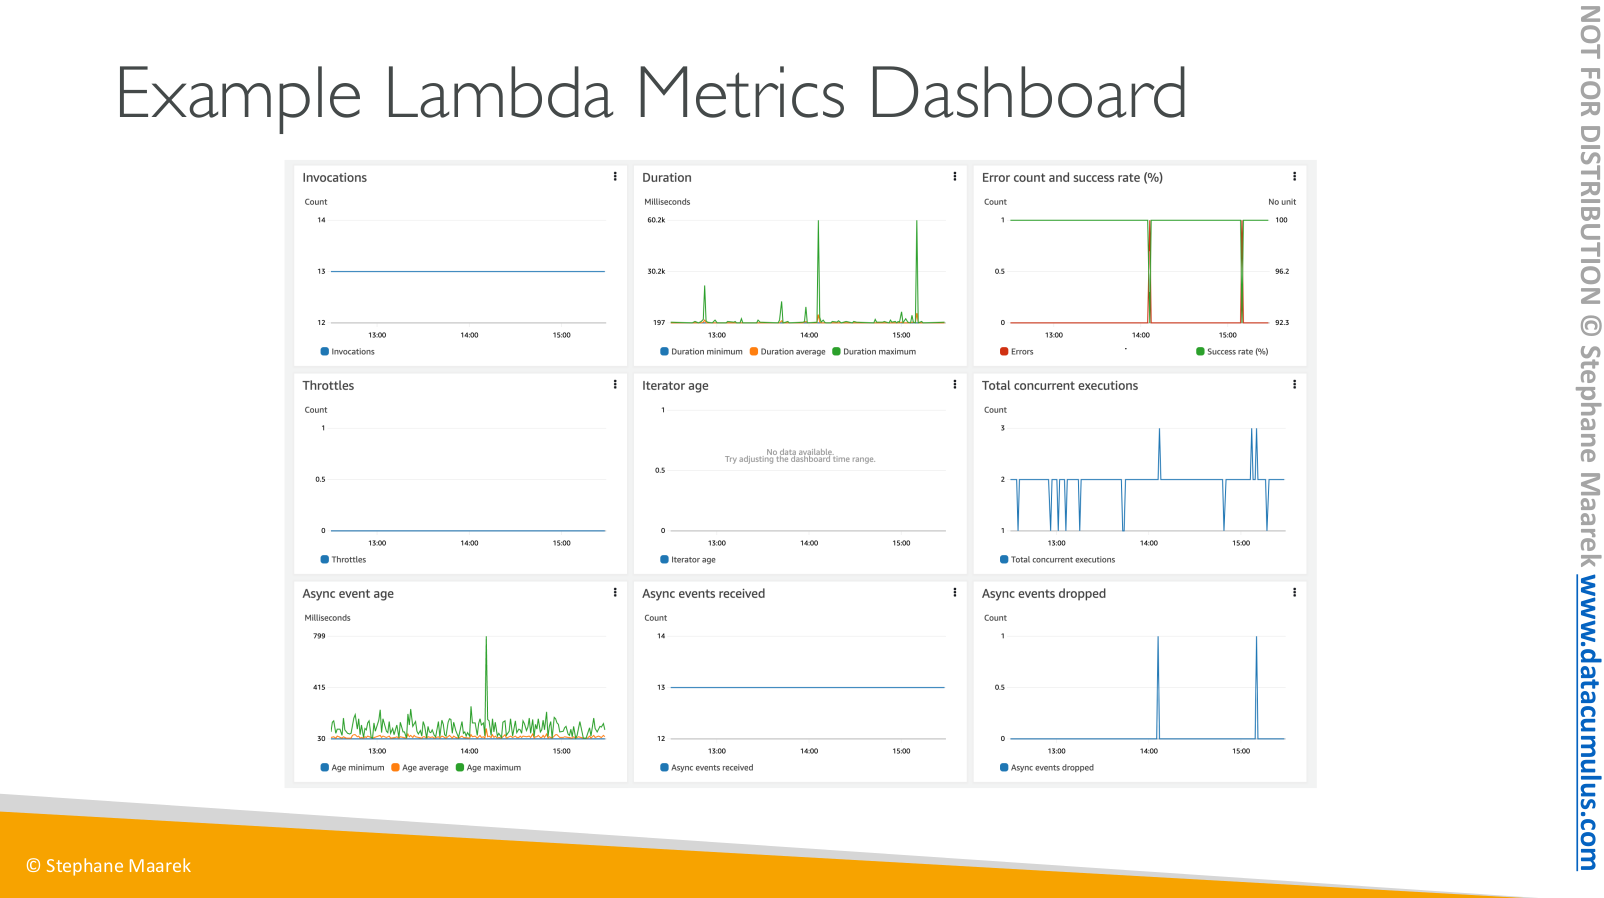 Example Lambda Metrics Dashboard
Invocations
Count
14
13
12
13:00 14:00 15:00
Invocations
Duration
Milliseconds
60.2k
30.2k
197
13:00 14:00 15:00
Duration minimum Duration average Duration maximum
Error count and success rate (%)
Count No unit
1 100
0.5 96.2
0 92.3
13:00 14:00 15:00
Errors Success rate (%)
Throttles
Count
1
0.5
0
13:00 14:00 15:00
Throttles
Iterator age
1
No data available.
Try adjusting the dashboard time range.
0.5
0
13:00 14:00 15:00
Iterator age
Total concurrent executions
Count
3
2
1
13:00 14:00 15:00
Total concurrent executions
Async event age
Milliseconds
799
415
30
13:00 14:00 15:00
Age minimum Age average Age maximum
Async events received
Count
14
13
12
13:00 14:00 15:00
Async events received
Async events dropped
Count
1
0.5
0
13:00 14:00 15:00
Async events dropped
© Stephane Maarek
NOT FOR DISTRIBUTION © Stephane Maarek www.datacumulus.com